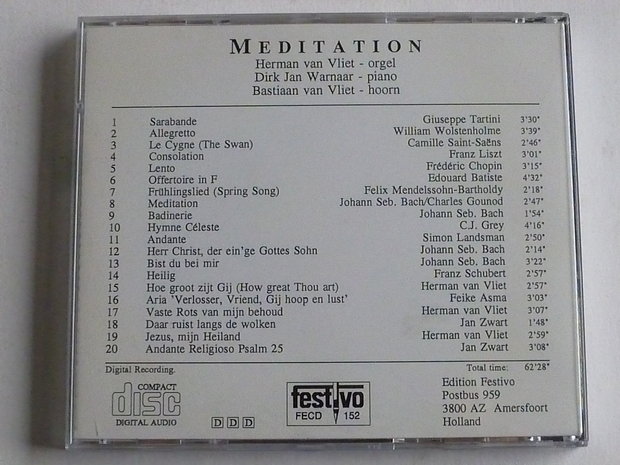 MEDITATION
Herman van Vliet - orgel
Dirk Jan Warnaar - piano
Bastiaan van Vliet - hoorn
1 Sarabande Giuseppe Tartini 3'30"
2 Allegretto William Wolstenholme 3'39"
3 Le Cygne (The Swan) Camille Saint-Saëns 2'46"
4 Consolation Franz Liszt 3'01"
5 Lento Frédéric Chopin 3'15"
6 Offertoire in F Edouard Batiste 4'32"
7 Frühlingslied (Spring Song) Felix Mendelssohn-Bartholdy 2'18"
8 Meditation Johann Seb. Bach/Charles Gounod 2'47"
9 Badinerie Johann Seb. Bach 1'54"
10 Hymne Céleste C.J. Grey 4'16"
11 Andante Simon Landsman 2'50"
12 Herr Christ, der ein'ge Gottes Sohn Johann Seb. Bach 2'14"
13 Bist du bei mir Johann Seb. Bach 3'22"
14 Heilig Franz Schubert 2'57"
15 Hoe groot zijt Gij (How great Thou art) Herman van Vliet 2'57"
16 Aria 'Verlosser, Vriend, Gij hoop en lust' Feike Asma 3'03"
17 Vaste Rots van mijn behoud Herman van Vliet 3'07"
18 Daar ruist langs de wolken Jan Zwart 1'48"
19 Jezus, mijn Heiland Herman van Vliet 2'59"
20 Andante Religioso Psalm 25 Jan Zwart 3'08"
Digital Recording. Total time: 62'28"
COMPACT
disc
DIGITAL AUDIO
D D D
festivo
FECD 152
Edition Festivo
Postbus 959
3800 AZ Amersfoort
Holland